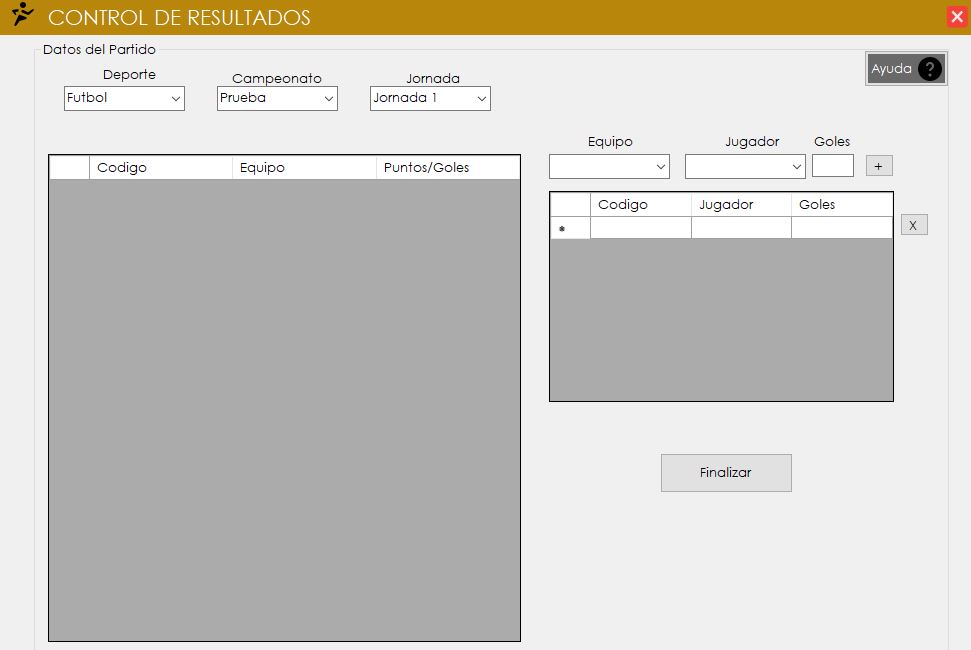 CONTROL DE RESULTADOS
Datos del Partido
Deporte Campeonato Jornada
Futbol Prueba Jornada 1
Ayuda ?
Equipo Jugador Goles
+
Codigo Equipo Puntos/Goles
Codigo Jugador Goles
*
X
Finalizar